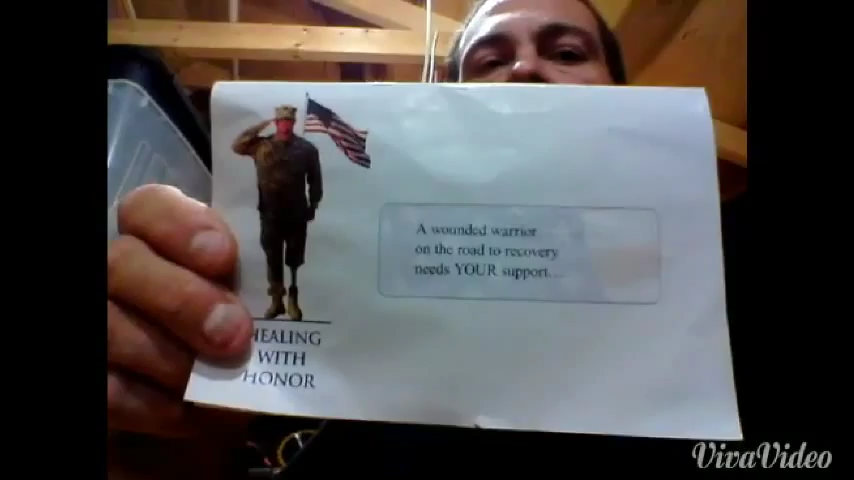 A wounded warrior
on the road to recovery
needs YOUR support...
HEALING
WITH
HONOR
VivaVideo